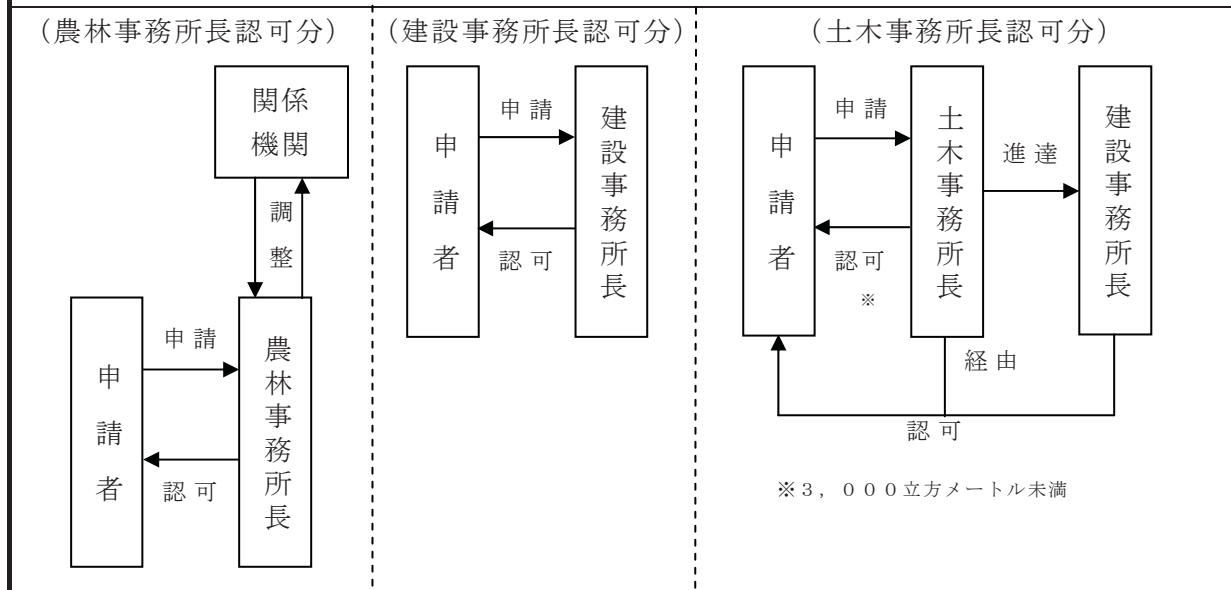 (農林事務所長認可分)
関係
機関
調整
申請者
申請
認可
農林事務所長
(建設事務所長認可分)
申請者
申請
認可
建設事務所長
(土木事務所長認可分)
申請者
申請
認可
※
土木事務所長
進達
建設事務所長
経由
認可
※3,000立方メートル未満